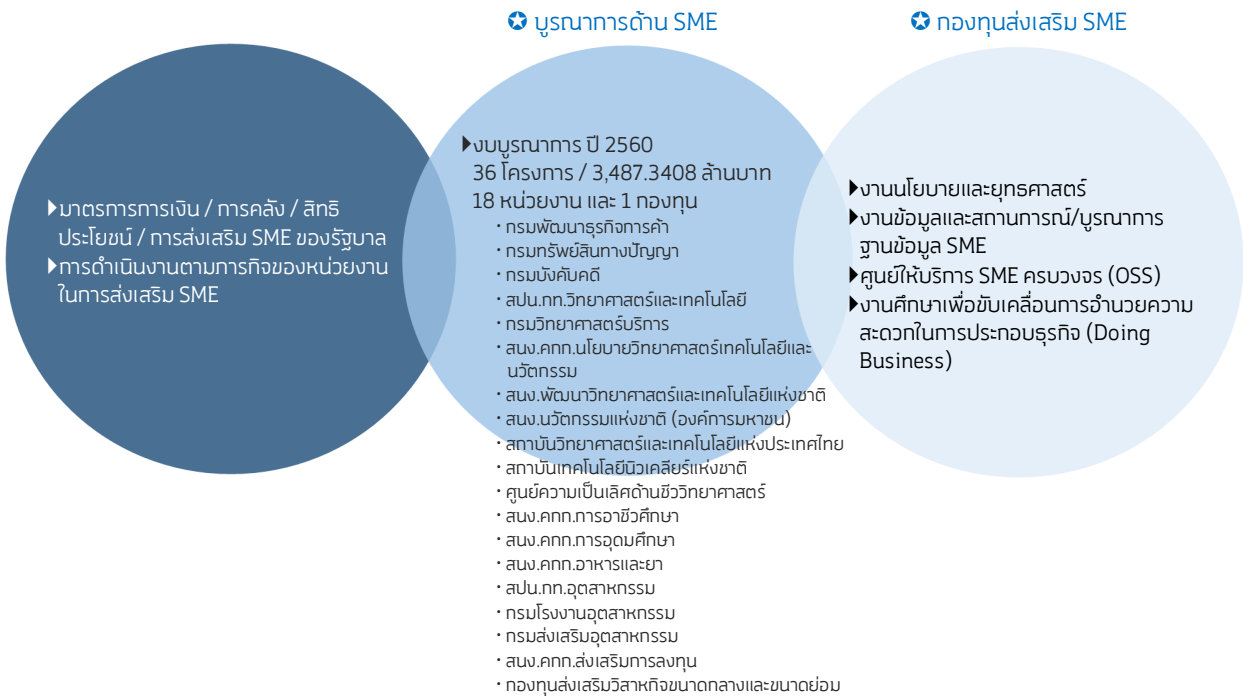 ✪ บูรณาการด้าน SME
✪ กองทุนส่งเสริม SME
มาตรการการเงิน / การคลัง / สิทธิ
ประโยชน์ / การส่งเสริม SME ของรัฐบาล
การดำเนินงานตามภารกิจของหน่วยงาน
ในการส่งเสริม SME
งบบูรณาการ ปี 2560
36 โครงการ / 3,487.3408 ล้านบาท
18 หน่วยงาน และ 1 กองทุน
· กรมพัฒนาธุรกิจการค้า
· กรมทรัพย์สินทางปัญญา
· กรมบังคับคดี
· สปน.กท.วิทยาศาสตร์และเทคโนโลยี
· กรมวิทยาศาสตร์บริการ
· สนง.คกก.นโยบายวิทยาศาสตร์เทคโนโลยีและ
นวัตกรรม
· สนง.พัฒนาวิทยาศาสตร์และเทคโนโลยีแห่งชาติ
· สนง.นวัตกรรมแห่งชาติ (องค์การมหาชน)
· สถาบันวิทยาศาสตร์และเทคโนโลยีแห่งประเทศไทย
· สถาบันเทคโนโลยีนิวเคลียร์แห่งชาติ
· ศูนย์ความเป็นเลิศด้านชีววิทยาศาสตร์
· สนง.คกก.การอาชีวศึกษา
· สนง.คกก.การอุดมศึกษา
· สนง.คกก.อาหารและยา
· สปน.กท.อุตสาหกรรม
· กรมโรงงานอุตสาหกรรม
· กรมส่งเสริมอุตสาหกรรม
· สนง.คกก.ส่งเสริมการลงทุน
· กองทุนส่งเสริมวิสาหกิจขนาดกลางและขนาดย่อม
งานนโยบายและยุทธศาสตร์
งานข้อมูลและสถานการณ์/บูรณาการ
ฐานข้อมูล SME
ศูนย์ให้บริการ SME ครบวงจร (OSS)
งานศึกษาเพื่อขับเคลื่อนการอำนวยความ
สะดวกในการประกอบธุรกิจ (Doing
Business)